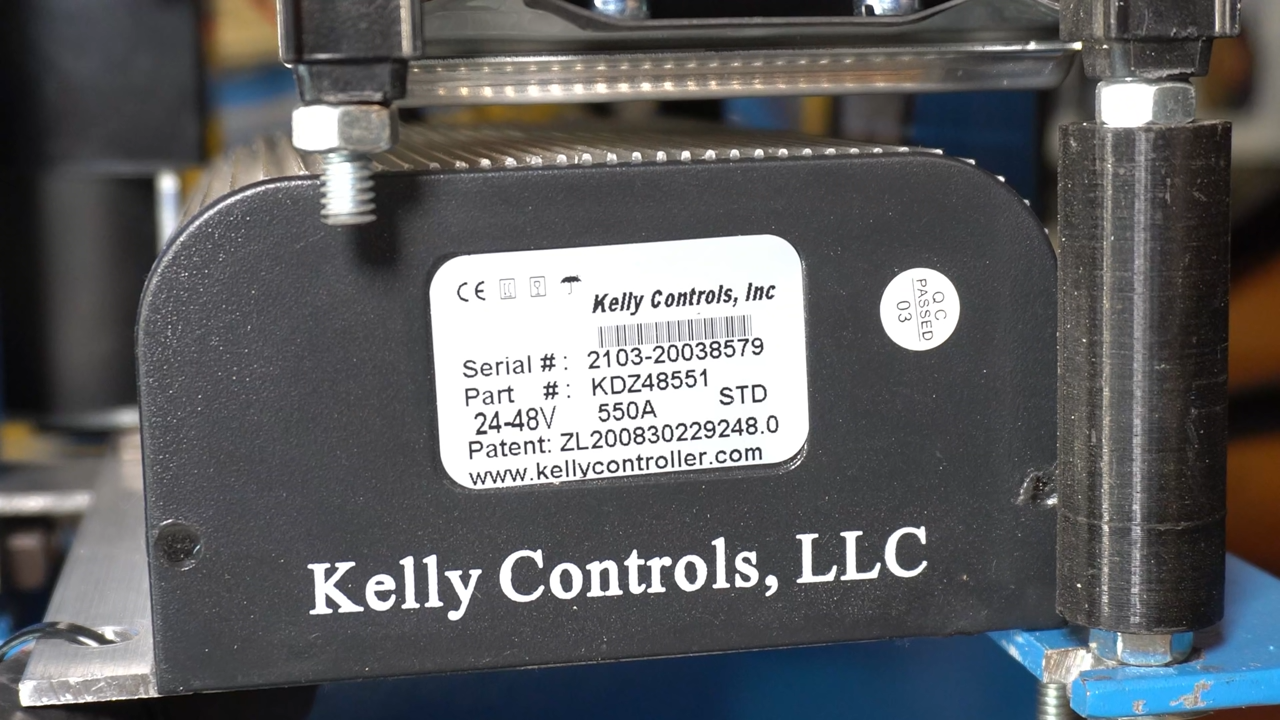 CE
Kelly Controls, Inc
Serial # : 2103-20038579
Part # : KDZ48551
24-48V 550A STD
Patent: ZL200830229248.0
www.kellycontroller.com
QC
PASSED
03
Kelly Controls, LLC